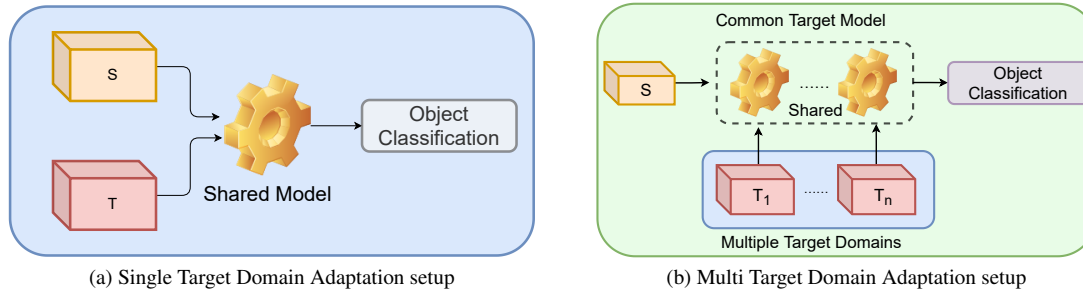 S
T
Shared Model
Object
Classification
(a) Single Target Domain Adaptation setup
Common Target Model
S
......
Shared
Object
Classification
T1
......
Tn
Multiple Target Domains
(b) Multi Target Domain Adaptation setup